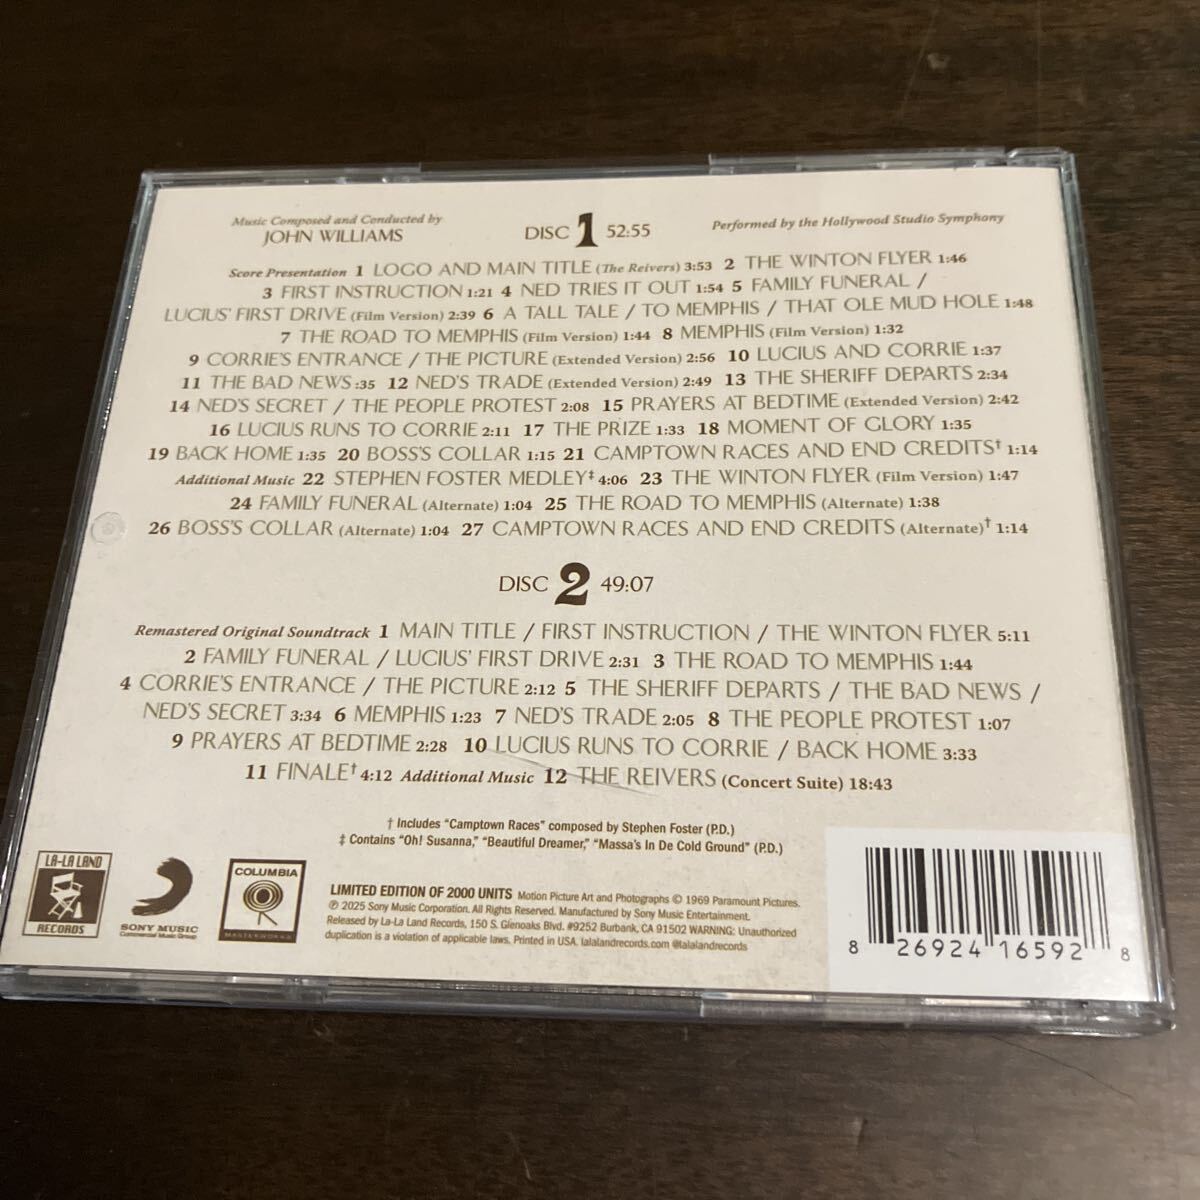 Music Composed and Conducted by
JOHN WILLIAMS
DISC 1 52:55
Performed by the Hollywood Studio Symphony
Score Presentation 1 LOGO AND MAIN TITLE (The Reivers) 3:53 2 THE WINTON FLYER 1:46
3 FIRST INSTRUCTION 1:21 4 NED TRIES IT OUT 1:54 5 FAMILY FUNERAL /
LUCIUS' FIRST DRIVE (Film Version) 2:39 6 A TALL TALE / TO MEMPHIS / THAT OLE MUD HOLE 1:48
7 THE ROAD TO MEMPHIS (Film Version) 1:44 8 MEMPHIS (Film Version) 1:32
9 CORRIE'S ENTRANCE / THE PICTURE (Extended Version) 2:56 10 LUCIUS AND CORRIE 1:37
11 THE BAD NEWS :35 12 NED'S TRADE (Extended Version) 2:49 13 THE SHERIFF DEPARTS 2:34
14 NED'S SECRET / THE PEOPLE PROTEST 2:08 15 PRAYERS AT BEDTIME (Extended Version) 2:42
16 LUCIUS RUNS TO CORRIE 2:11 17 THE PRIZE 1:33 18 MOMENT OF GLORY 1:35
19 BACK HOME 1:35 20 BOSS'S COLLAR 1:15 21 CAMPTOWN RACES AND END CREDITS† 1:14
Additional Music 22 STEPHEN FOSTER MEDLEY‡ 4:06 23 THE WINTON FLYER (Film Version) 1:47
24 FAMILY FUNERAL (Alternate) 1:04 25 THE ROAD TO MEMPHIS (Alternate) 1:38
26 BOSS'S COLLAR (Alternate) 1:04 27 CAMPTOWN RACES AND END CREDITS (Alternate)† 1:14
DISC 2 49:07
Remastered Original Soundtrack 1 MAIN TITLE / FIRST INSTRUCTION / THE WINTON FLYER 5:11
2 FAMILY FUNERAL / LUCIUS' FIRST DRIVE 2:31 3 THE ROAD TO MEMPHIS 1:44
4 CORRIE'S ENTRANCE / THE PICTURE 2:12 5 THE SHERIFF DEPARTS / THE BAD NEWS /
NED'S SECRET 3:34 6 MEMPHIS 1:23 7 NED'S TRADE 2:05 8 THE PEOPLE PROTEST 1:07
9 PRAYERS AT BEDTIME 2:28 10 LUCIUS RUNS TO CORRIE / BACK HOME 3:33
11 FINALE† 4:12 Additional Music 12 THE REIVERS (Concert Suite) 18:43
† Includes "Camptown Races" composed by Stephen Foster (P.D.)
‡ Contains "Oh! Susanna," "Beautiful Dreamer," "Massa's In De Cold Ground" (P.D.)
LA-LA LAND
RECORDS
SONY MUSIC
Commercial Music Group
COLUMBIA
MASTERWORKS
LIMITED EDITION OF 2000 UNITS Motion Picture Art and Photographs © 1969 Paramount Pictures.
℗ 2025 Sony Music Corporation. All Rights Reserved. Manufactured by Sony Music Entertainment.
Released by La-La Land Records, 150 S. Glenoaks Blvd. #9252 Burbank, CA 91502 WARNING: Unauthorized
duplication is a violation of applicable laws. Printed in USA. lalalandrecords.com @lalalandrecords
8 26924 16592 8